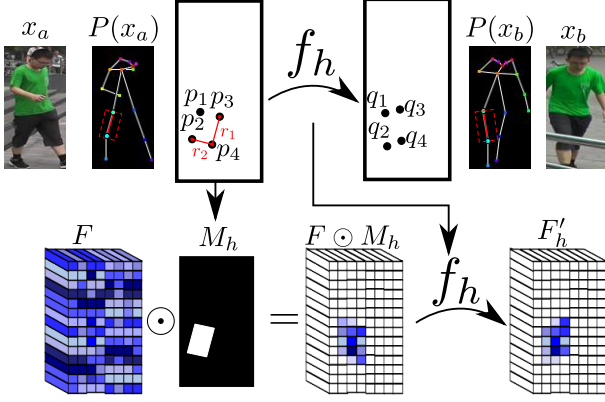 x_a P(x_a) f_h P(x_b) x_b
p_1 p_3 q_1 q_3
p_2 r_1 q_2 q_4
r_2 p_4
F M_h F ⊙ M_h f_h F'_h
⊙ =